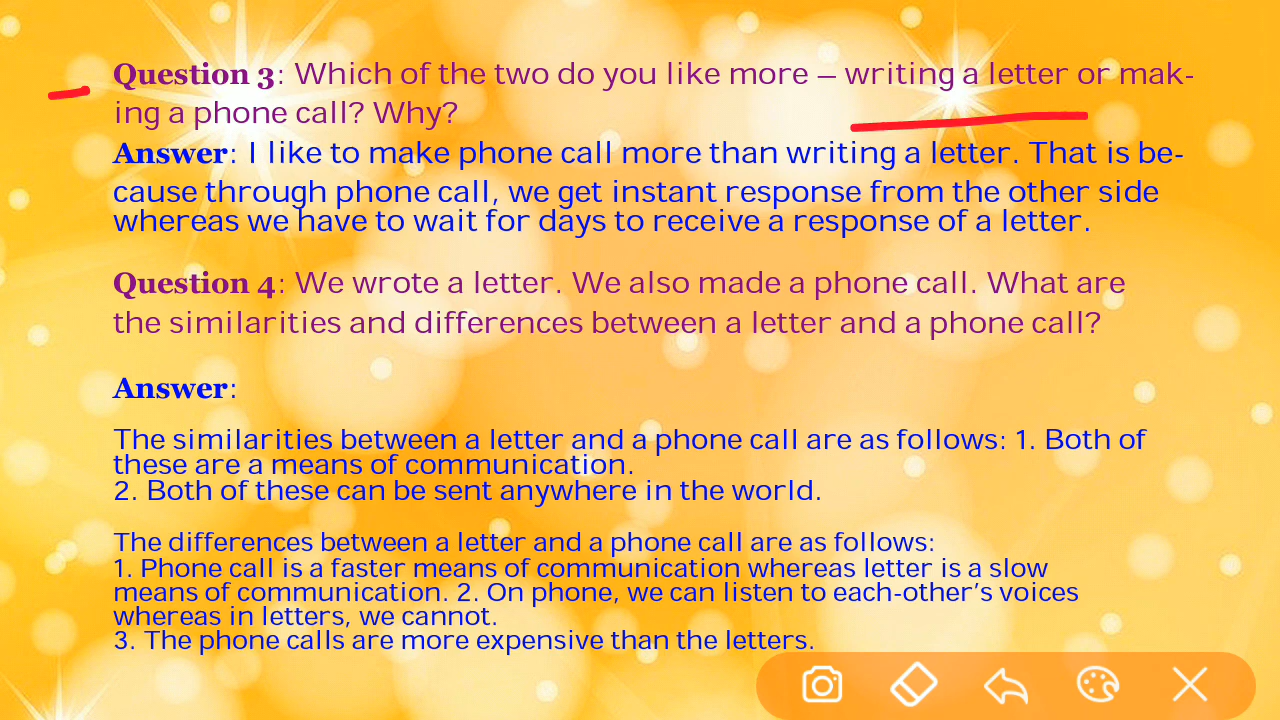 Question 3: Which of the two do you like more – writing a letter or mak-
ing a phone call? Why?
Answer: I like to make phone call more than writing a letter. That is be-
cause through phone call, we get instant response from the other side
whereas we have to wait for days to receive a response of a letter.
Question 4: We wrote a letter. We also made a phone call. What are
the similarities and differences between a letter and a phone call?
Answer:
The similarities between a letter and a phone call are as follows: 1. Both of
these are a means of communication.
2. Both of these can be sent anywhere in the world.
The differences between a letter and a phone call are as follows:
1. Phone call is a faster means of communication whereas letter is a slow
means of communication. 2. On phone, we can listen to each-other’s voices
whereas in letters, we cannot.
3. The phone calls are more expensive than the letters.